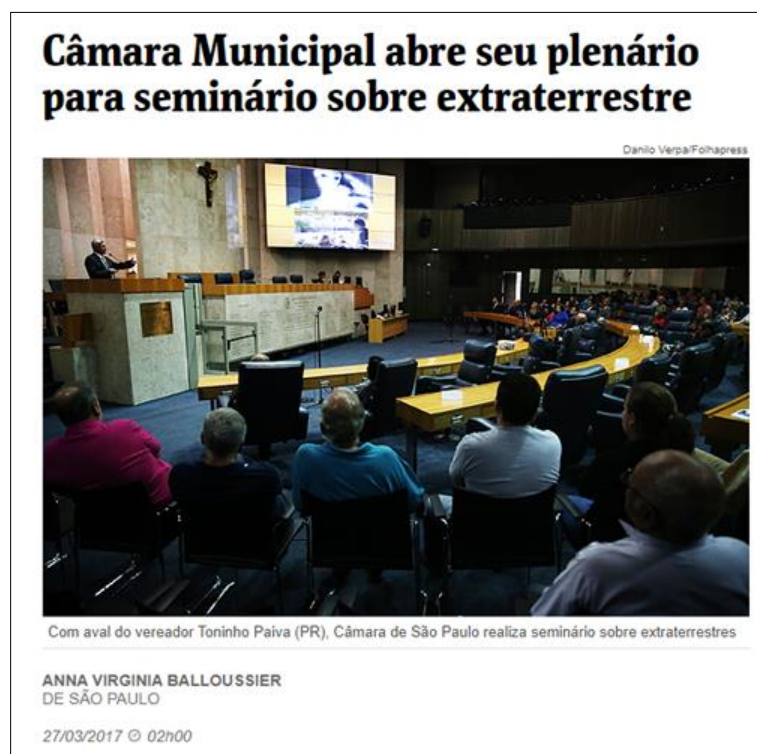 Câmara Municipal abre seu plenário
para seminário sobre extraterrestre
Danilo Verpa/Folhapress
Com aval do vereador Toninho Paiva (PR), Câmara de São Paulo realiza seminário sobre extraterrestres
ANNA VIRGINIA BALLOUSSIER
DE SÃO PAULO
27/03/2017 02h00